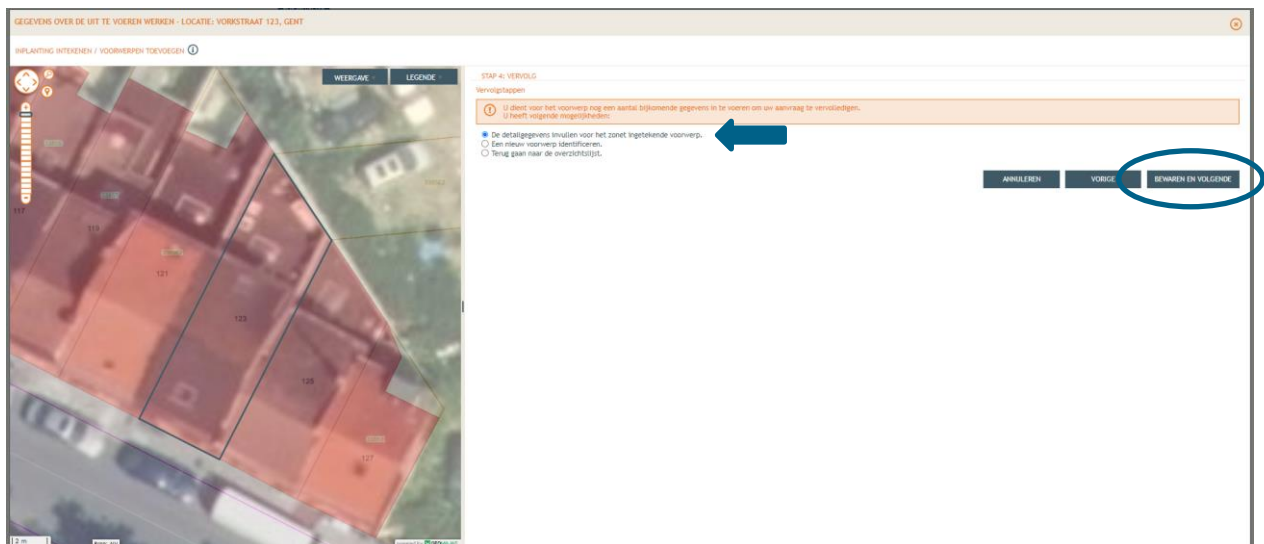 GEGEVENS OVER DE UIT TE VOEREN WERKEN - LOCATIE: VORKSTRAAT 123, GENT
INPLANTING INTEKENEN / VOORWERPEN TOEVOEGEN
WEERGAVE
LEGENDE
STAP 4: VERVOLG
Vervolgstappen
U dient voor het voorwerp nog een aantal bijkomende gegevens in te voeren om uw aanvraag te vervolledigen.
U heeft volgende mogelijkheden:
De detailgegevens invullen voor het zonet ingetekende voorwerp.
Een nieuw voorwerp identificeren.
Terug gaan naar de overzichtslijst.
ANNULEREN
VORIGE
BEWAREN EN VOLGENDE
117
119
121
123
125
127
2 m